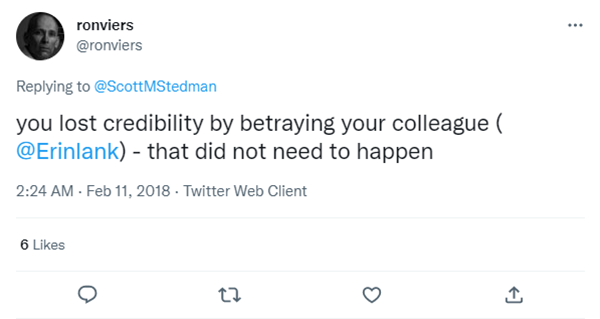 ronviers
@ronviers
Replying to @ScottMStedman
you lost credibility by betraying your colleague (
@Erinlank) - that did not need to happen
2:24 AM · Feb 11, 2018 · Twitter Web Client
6 Likes